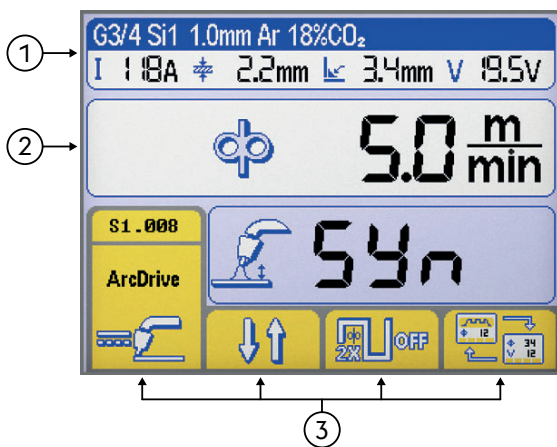 G3/4 Si1 1.0mm Ar 18%CO₂
1
I 118A 2.2mm 3.4mm V 19.5V
2
5.0 m/min
S1.008
Syn
ArcDrive
2X OFF
12
Φ 34
V 12
3